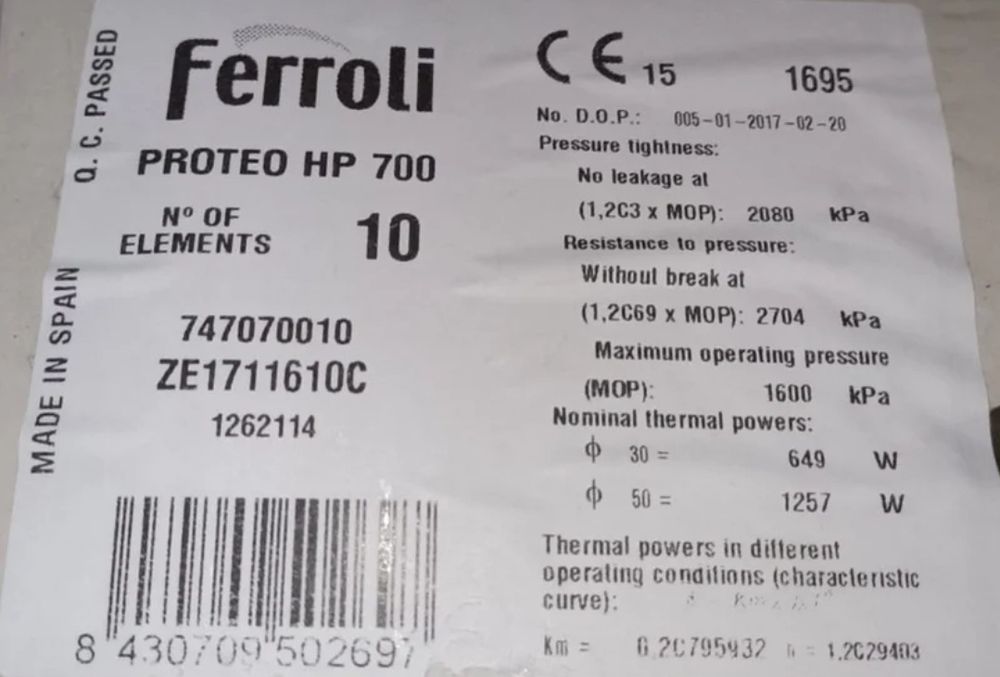 Q. C. PASSED
MADE IN SPAIN
Ferroli
PROTEO HP 700
Nº OF
ELEMENTS 10
747070010
ZE1711610C
1262114
8 430709 502697
CE 15 1695
No. D.O.P.: 005-01-2017-02-20
Pressure tightness:
No leakage at
(1,2C3 x MOP): 2080 kPa
Resistance to pressure:
Without break at
(1,2C69 x MOP): 2704 kPa
Maximum operating pressure
(MOP): 1600 kPa
Nominal thermal powers:
ϕ 30 = 649 W
ϕ 50 = 1257 W
Thermal powers in different
operating conditions (characteristic
curve):
Km =